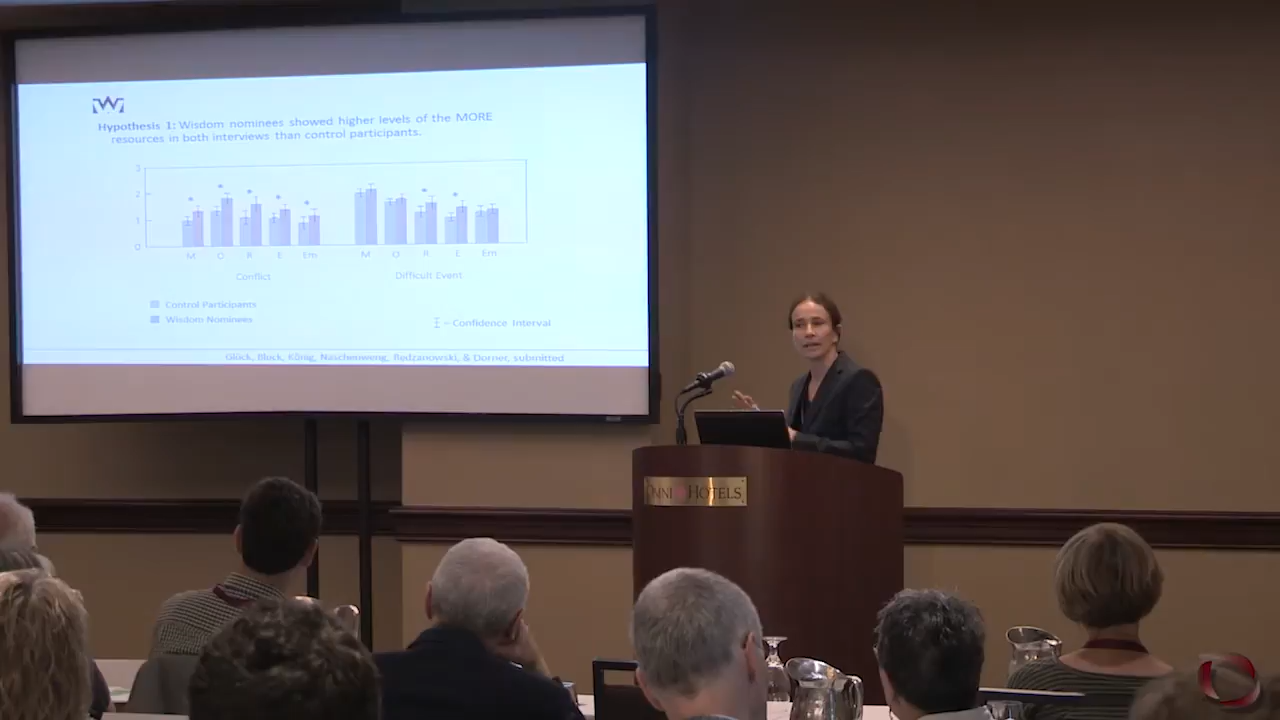 W
Hypothesis 1: Wisdom nominees showed higher levels of the MORE
resources in both interviews than control participants.
3
2
1
0
M O R E Em M O R E Em
Conflict Difficult Event
Control Participants
Wisdom Nominees
= Confidence Interval
Glück, Bluck, König, Naschenweng, Redzanowski, & Dorner, submitted
OMNI HOTELS